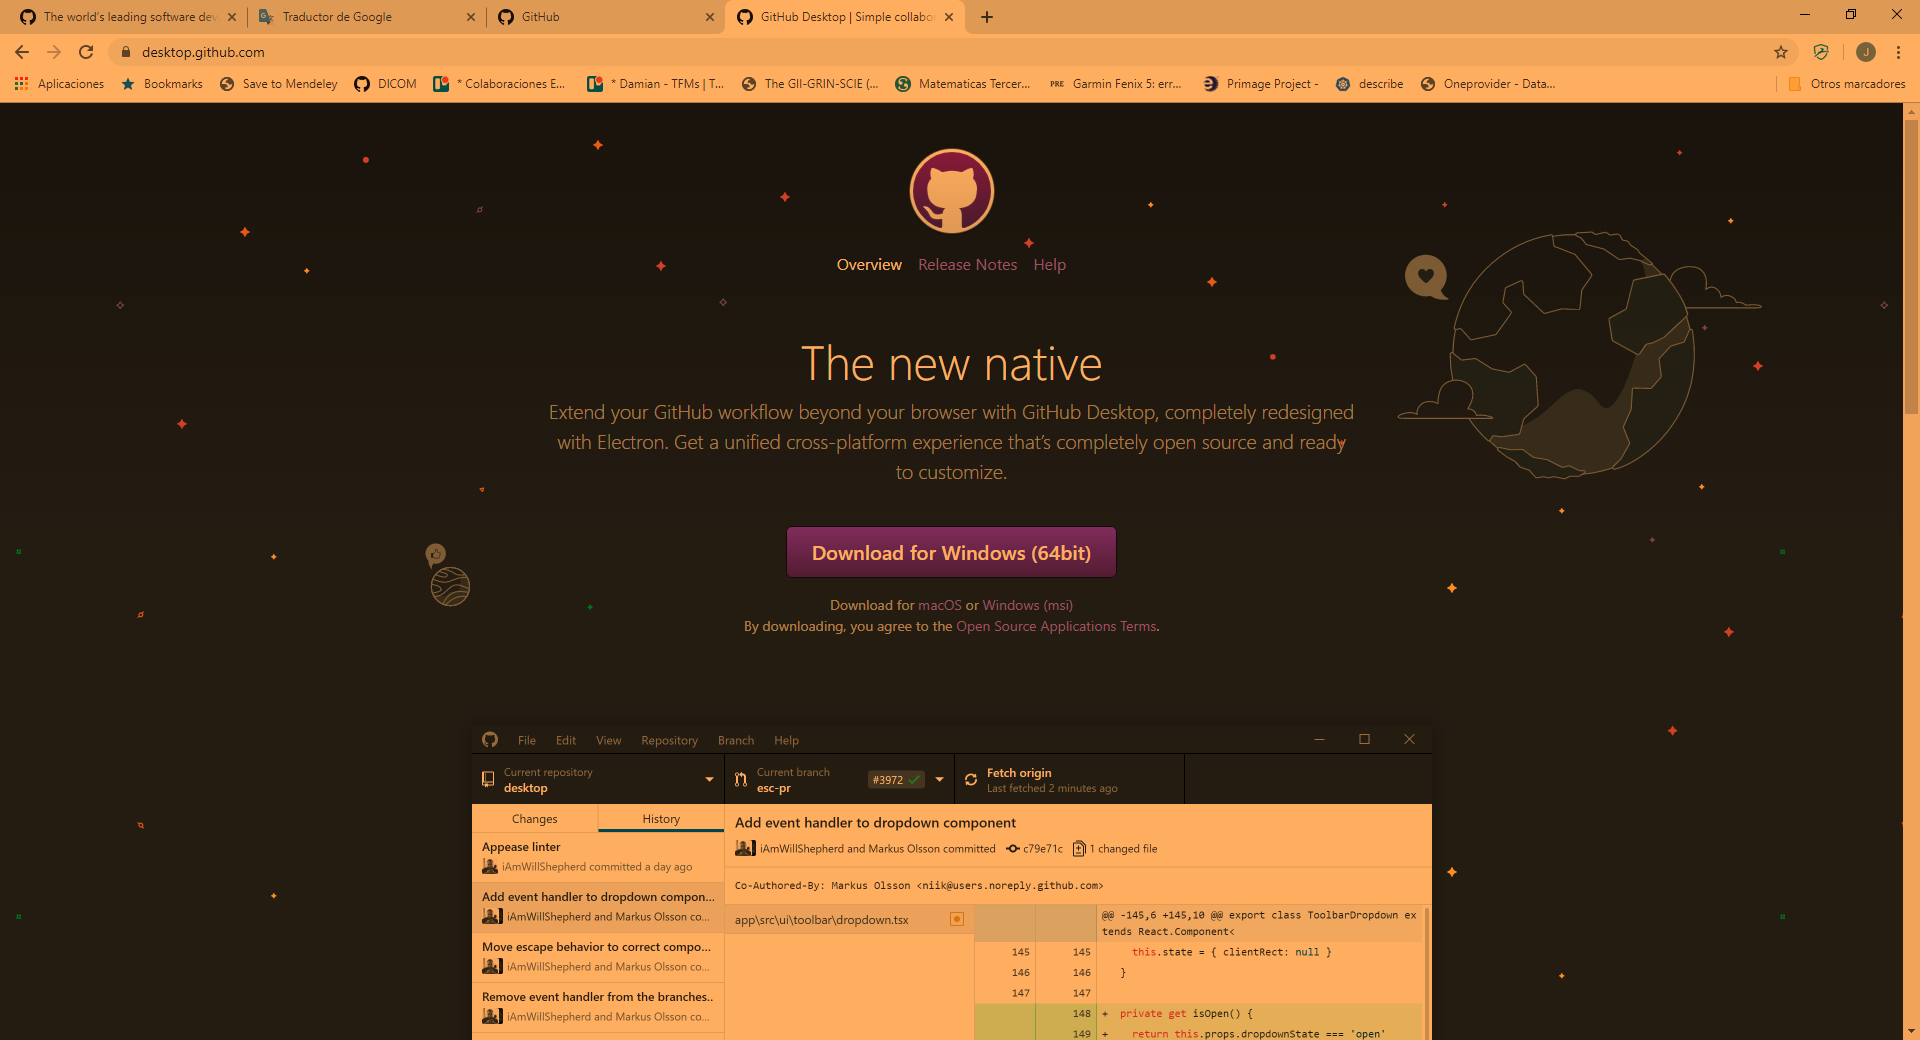 The world's leading software dev
Traductor de Google
GitHub
GitHub Desktop | Simple collabo
desktop.github.com
J
Aplicaciones
Bookmarks
Save to Mendeley
DICOM
* Colaboraciones E...
* Damian - TFMs | T...
The GII-GRIN-SCIE (...
Matematicas Tercer...
PRE
Garmin Fenix 5: err...
Primage Project -
describe
Oneprovider - Data...
Otros marcadores
Overview Release Notes Help
The new native
Extend your GitHub workflow beyond your browser with GitHub Desktop, completely redesigned
with Electron. Get a unified cross-platform experience that's completely open source and ready
to customize.
Download for Windows (64bit)
Download for macOS or Windows (msi)
By downloading, you agree to the Open Source Applications Terms.
File Edit View Repository Branch Help
Current repository
desktop
Current branch
esc-pr
#3972
Fetch origin
Last fetched 2 minutes ago
Changes
History
Appease linter
iAmWillShepherd committed a day ago
Add event handler to dropdown compon...
iAmWillShepherd and Markus Olsson co...
Move escape behavior to correct compo...
iAmWillShepherd and Markus Olsson co...
Remove event handler from the branches..
iAmWillShepherd and Markus Olsson co...
Add event handler to dropdown component
iAmWillShepherd and Markus Olsson committed c79e71c 1 changed file
Co-Authored-By: Markus Olsson <niik@users.noreply.github.com>
app\src\ui\toolbar\dropdown.tsx
@@ -145,6 +145,10 @@ export class ToolbarDropdown ex
tends React.Component<
145 145 this.state = { clientRect: null }
146 146 }
147 147
148 + private get isOpen() {
149 + return this.props.dropdownState === 'open'